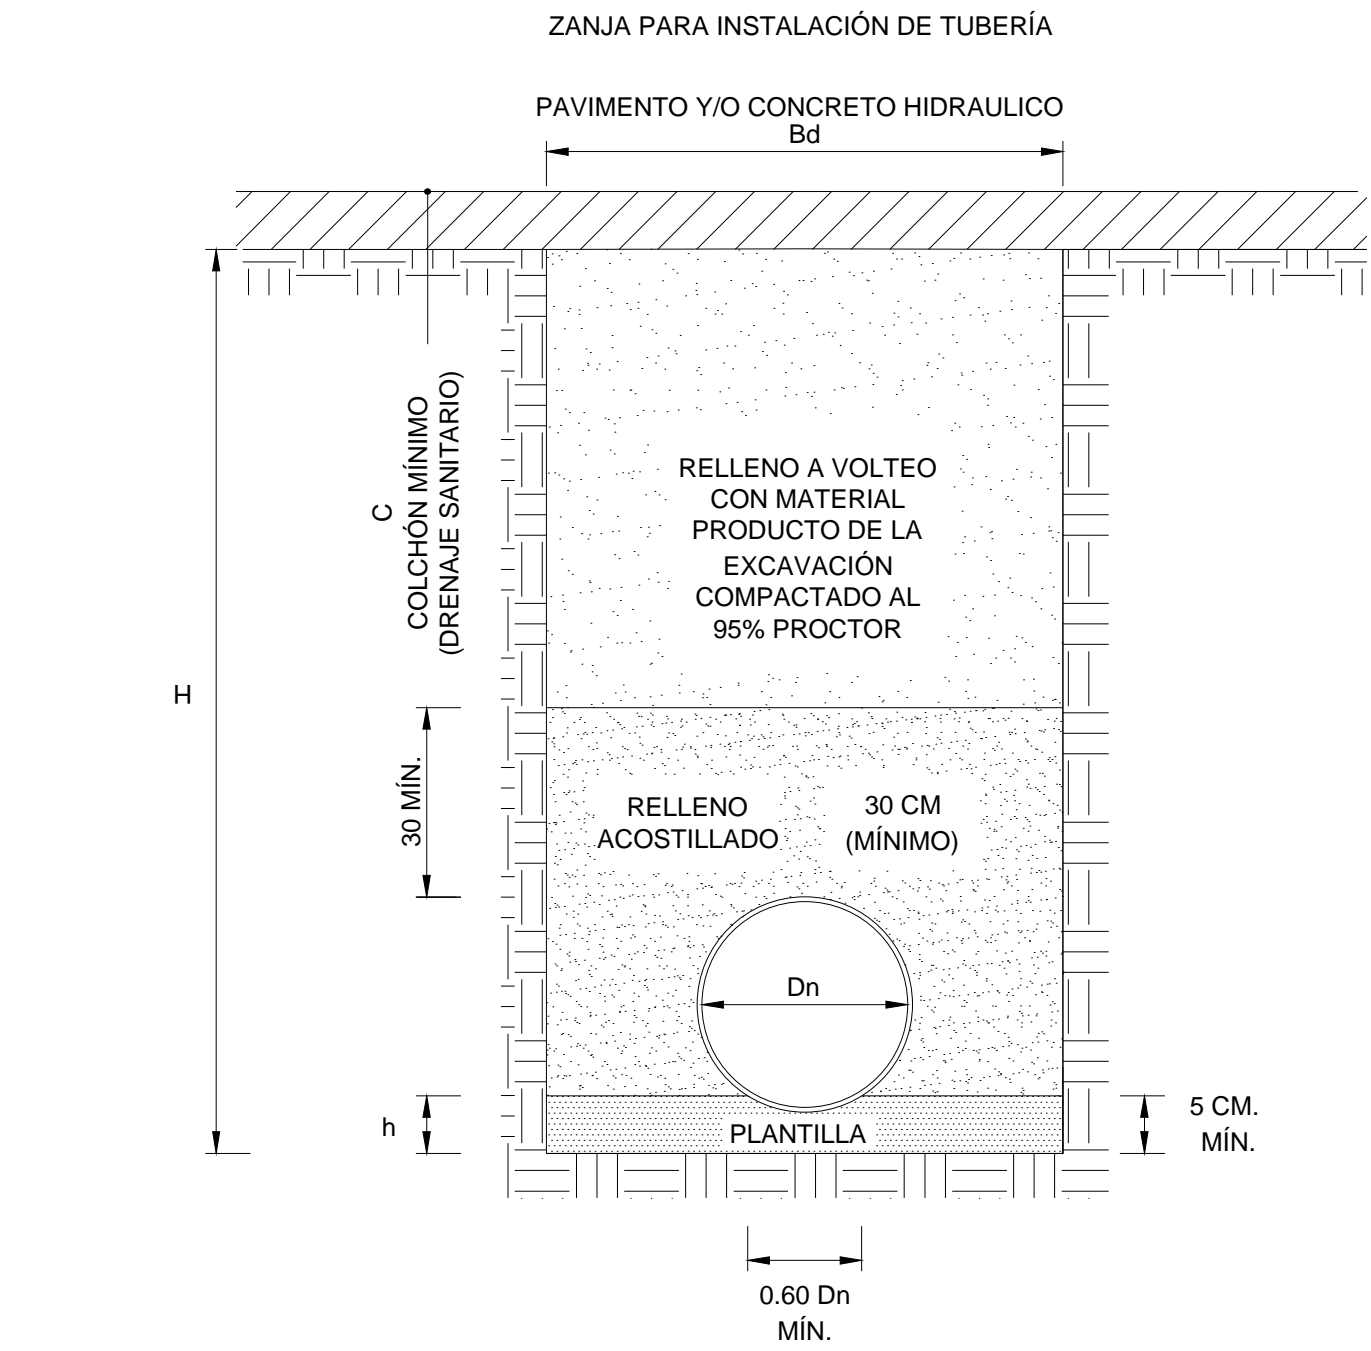 ZANJA PARA INSTALACIÓN DE TUBERÍA
PAVIMENTO Y/O CONCRETO HIDRAULICO
Bd
C
COLCHÓN MÍNIMO
(DRENAJE SANITARIO)
RELLENO A VOLTEO
CON MATERIAL
PRODUCTO DE LA
EXCAVACIÓN
COMPACTADO AL
95% PROCTOR
H
30 MÍN.
RELLENO
ACOSTILLADO
30 CM
(MÍNIMO)
Dn
h
PLANTILLA
5 CM.
MÍN.
0.60 Dn
MÍN.